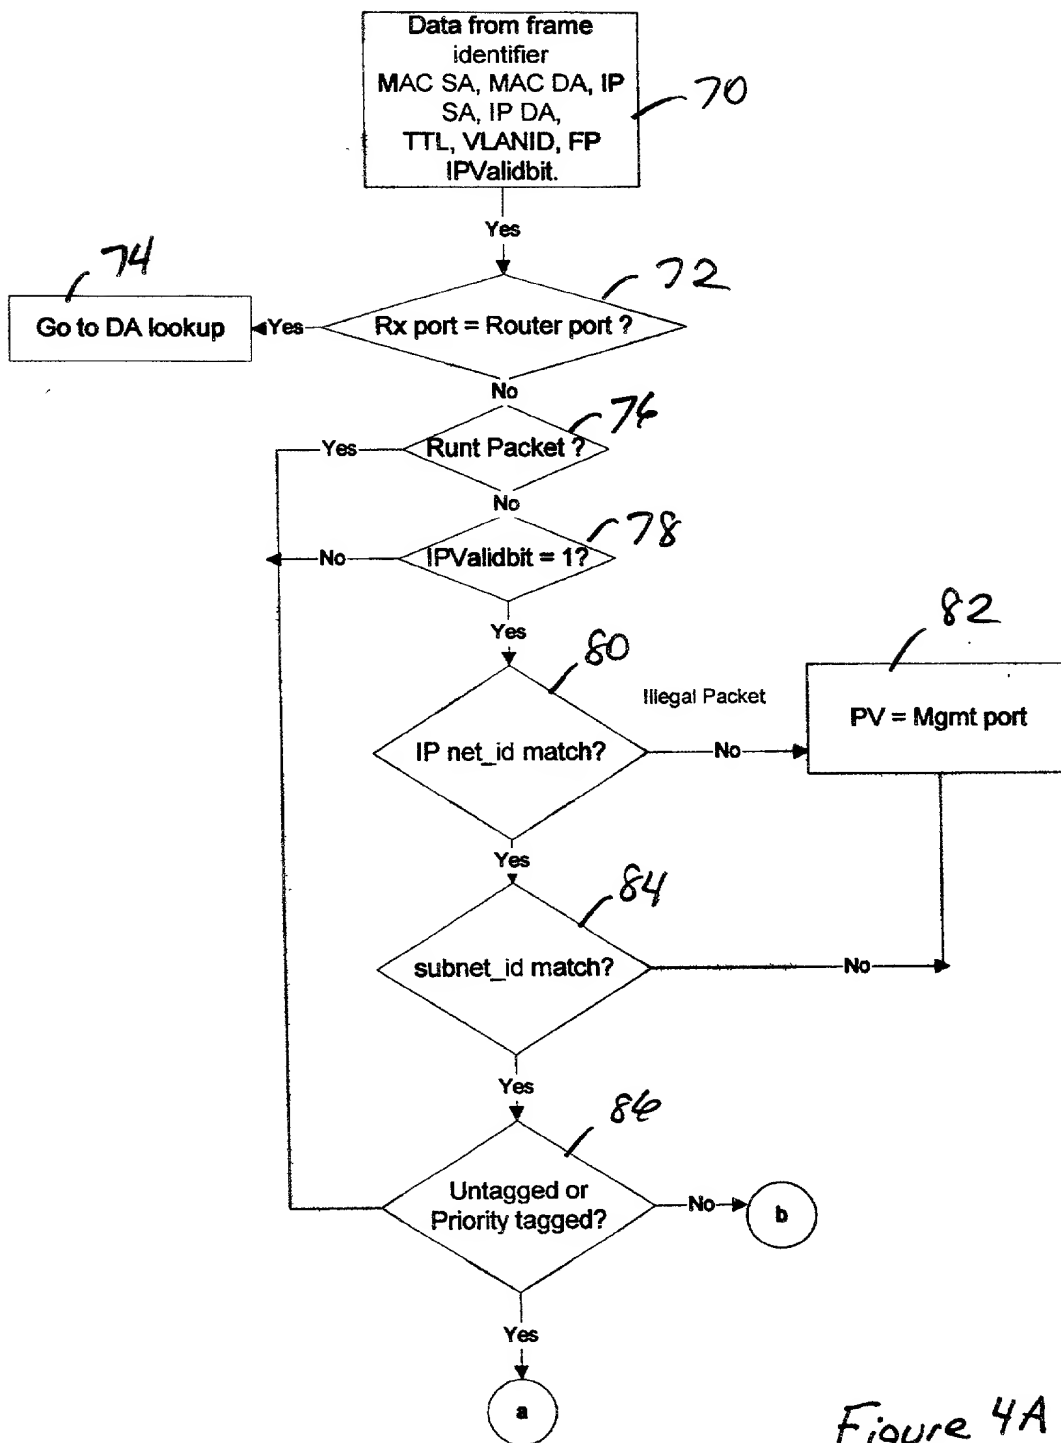 Data from frame
identifier
MAC SA, MAC DA, IP
SA, IP DA,
TTL, VLANID, FP
IPValidbit.
70
Yes
74
72
Go to DA lookup
Yes
Rx port = Router port ?
No
76
Yes
Runt Packet ?
No
78
No
IPValidbit = 1?
Yes
80
82
Illegal Packet
PV = Mgmt port
IP net_id match?
No
Yes
84
subnet_id match?
No
Yes
86
Untagged or
Priority tagged?
No
b
Yes
a
Figure 4A